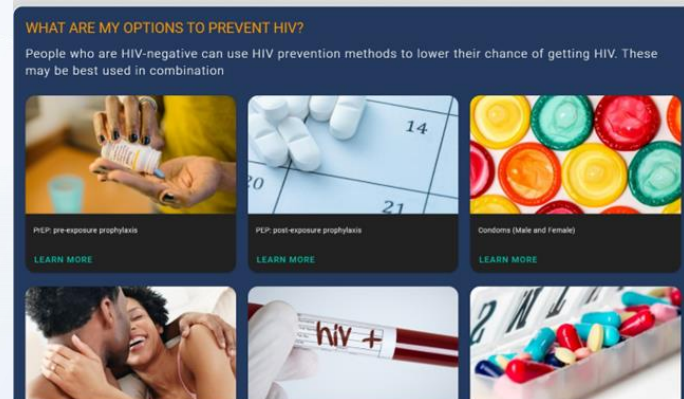 WHAT ARE MY OPTIONS TO PREVENT HIV?
People who are HIV-negative can use HIV prevention methods to lower their chance of getting HIV. These
may be best used in combination
14
20
21
PrEP: pre-exposure prophylaxis
PEP: post-exposure prophylaxis
Condoms (Male and Female)
LEARN MORE
LEARN MORE
LEARN MORE
hiv +